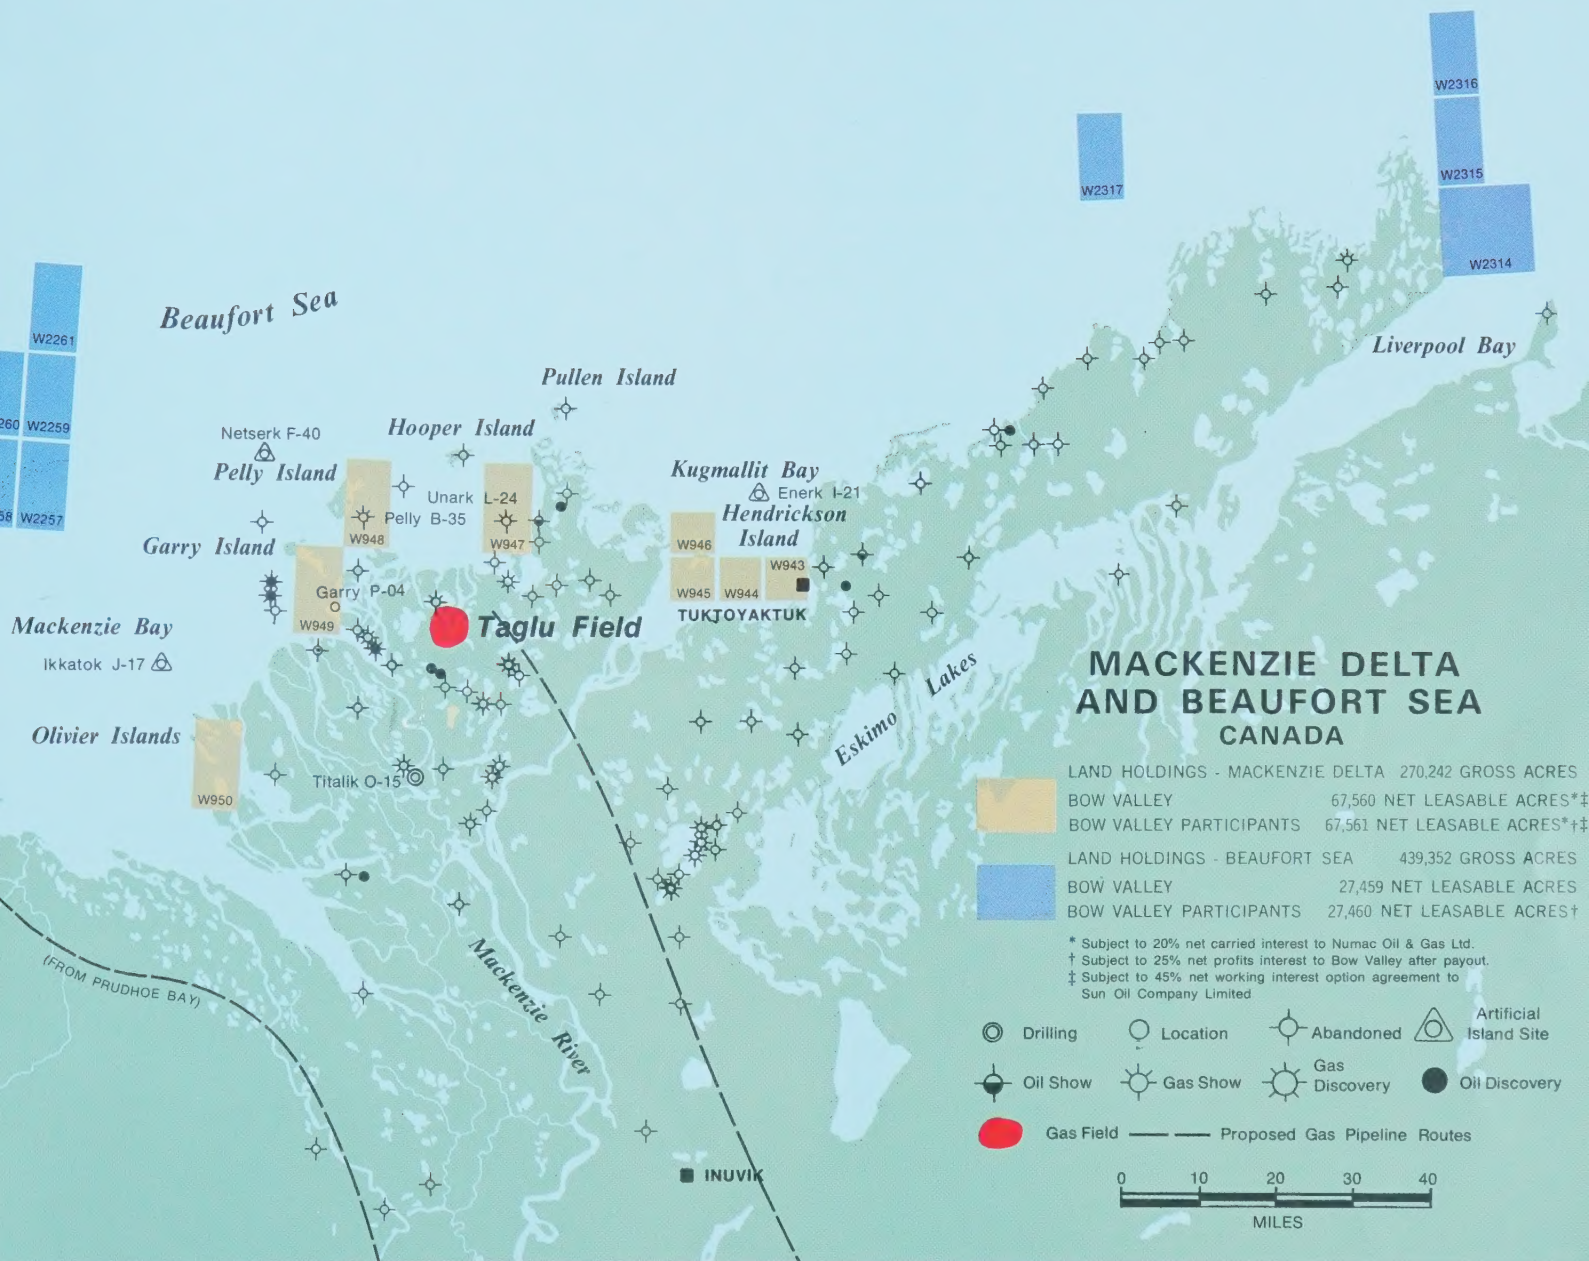 W2316
W2315
W2317
W2314
Beaufort Sea
W2261
Liverpool Bay
Pullen Island
260 W2259
Netserk F-40
Hooper Island
Pelly Island
Kugmallit Bay
Unark L-24
Enerk I-21
58 W2257
Pelly B-35
Hendrickson
Island
W948
W947
W946
Garry Island
W943
Garry P-04
W945
W944
W949
TUKTOYAKTUK
Mackenzie Bay
Taglu Field
Ikkatok J-17
Eskimo Lakes
Olivier Islands
Titalik O-15
W950
Mackenzie River
(FROM PRUDHOE BAY)
INUVIK
MACKENZIE DELTA
AND BEAUFORT SEA
CANADA
LAND HOLDINGS - MACKENZIE DELTA 270,242 GROSS ACRES
BOW VALLEY 67,560 NET LEASABLE ACRES*‡
BOW VALLEY PARTICIPANTS 67,561 NET LEASABLE ACRES*†‡
LAND HOLDINGS - BEAUFORT SEA 439,352 GROSS ACRES
BOW VALLEY 27,459 NET LEASABLE ACRES
BOW VALLEY PARTICIPANTS 27,460 NET LEASABLE ACRES†
* Subject to 20% net carried interest to Numac Oil & Gas Ltd.
† Subject to 25% net profits interest to Bow Valley after payout.
‡ Subject to 45% net working interest option agreement to
Sun Oil Company Limited
Drilling
Location
Abandoned
Artificial
Island Site
Oil Show
Gas Show
Gas
Discovery
Oil Discovery
Gas Field
Proposed Gas Pipeline Routes
0 10 20 30 40
MILES